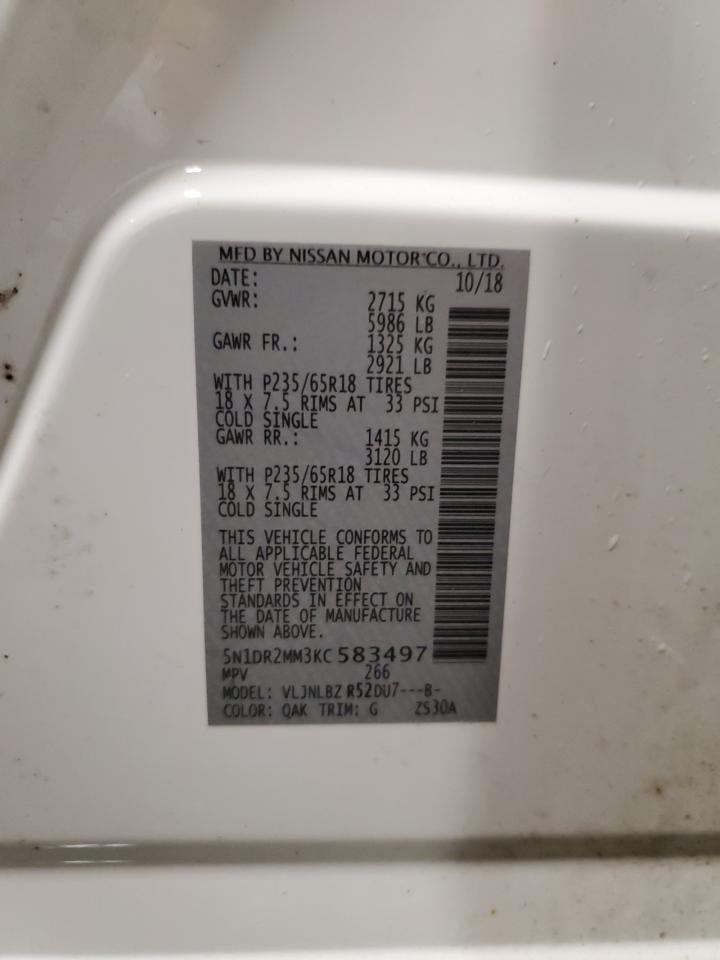 MFD BY NISSAN MOTOR CO., LTD.
DATE: 10/18
GVWR: 2715 KG
5986 LB
GAWR FR.: 1325 KG
2921 LB
WITH P235/65R18 TIRES
18 X 7.5 RIMS AT 33 PSI
COLD SINGLE
GAWR RR.: 1415 KG
3120 LB
WITH P235/65R18 TIRES
18 X 7.5 RIMS AT 33 PSI
COLD SINGLE
THIS VEHICLE CONFORMS TO
ALL APPLICABLE FEDERAL
MOTOR VEHICLE SAFETY AND
THEFT PREVENTION
STANDARDS IN EFFECT ON
THE DATE OF MANUFACTURE
SHOWN ABOVE.
5N1DR2MM3KC583497
MPV 266
MODEL: VLJNLBZ R52DU7---B-
COLOR: QAK TRIM: G ZS30A